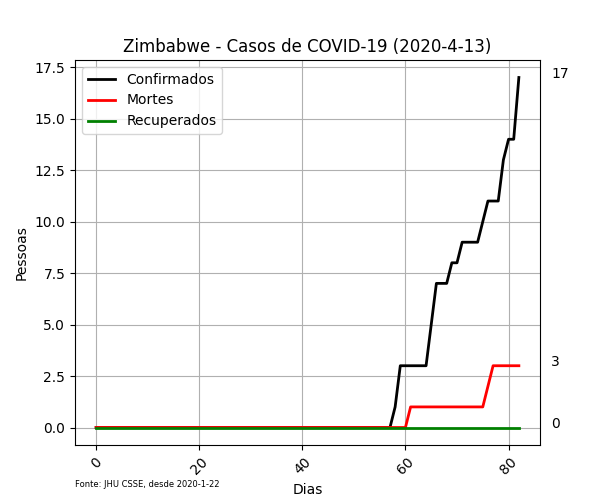 Zimbabwe - Casos de COVID-19 (2020-4-13)
17.5
15.0
12.5
10.0
7.5
5.0
2.5
0.0
Pessoas
Confirmados
Mortes
Recuperados
17
3
0
0
20
40
60
80
Dias
Fonte: JHU CSSE, desde 2020-1-22